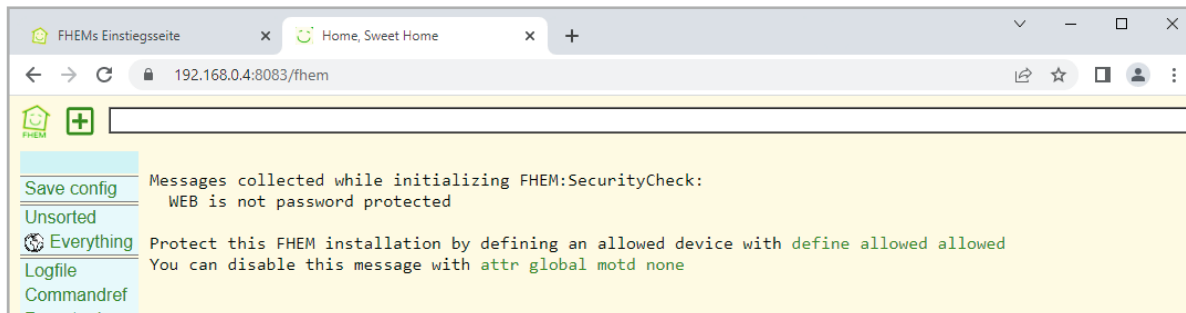 FHEMs Einstiegsseite
Home, Sweet Home
192.168.0.4:8083/fhem
FHEM
Save config
Unsorted
Everything
Logfile
Commandref
Messages collected while initializing FHEM:SecurityCheck:
WEB is not password protected
Protect this FHEM installation by defining an allowed device with define allowed allowed
You can disable this message with attr global motd none